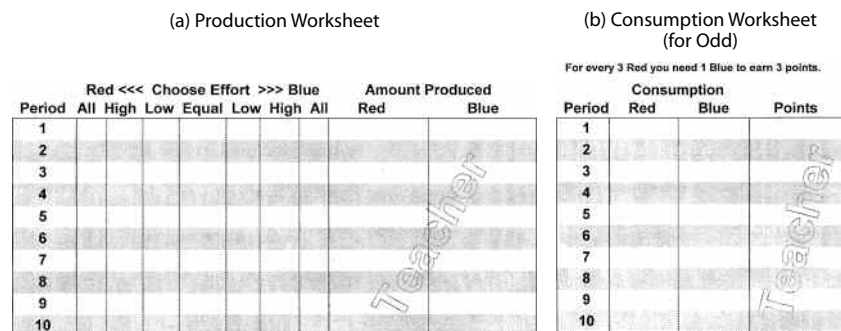 (a) Production Worksheet
Red <<< Choose Effort >>> Blue Amount Produced
Period All High Low Equal Low High All Red Blue
1
2
3
4
5
6
7
8
9
10
Teacher
(b) Consumption Worksheet
(for Odd)
For every 3 Red you need 1 Blue to earn 3 points.
Consumption
Period Red Blue Points
1
2
3
4
5
6
7
8
9
10
Teacher